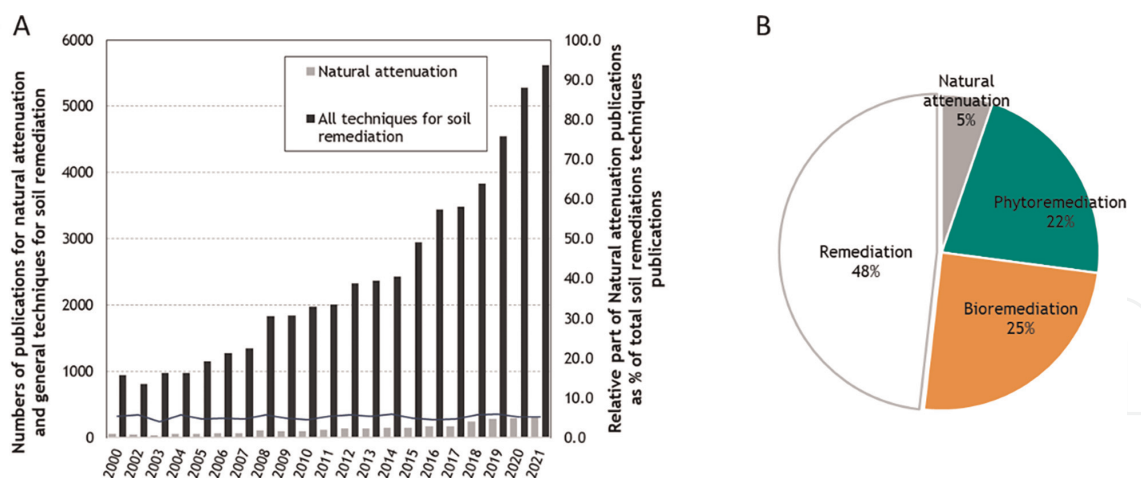 A
Numbers of publications for natural attenuation
and general techniques for soil remediation
6000
5000
4000
3000
2000
1000
0
Natural attenuation
All techniques for soil
remediation
100.0
90.0
80.0
70.0
60.0
50.0
40.0
30.0
20.0
10.0
0.0
Relative part of Natural attenuation publications
as % of total soil remediations techniques
publications
2000
2002
2003
2004
2005
2006
2007
2008
2009
2010
2011
2012
2013
2014
2015
2016
2017
2018
2019
2020
2021
B
Natural
attenuation
5%
Phytoremediation
22%
Remediation
48%
Bioremediation
25%